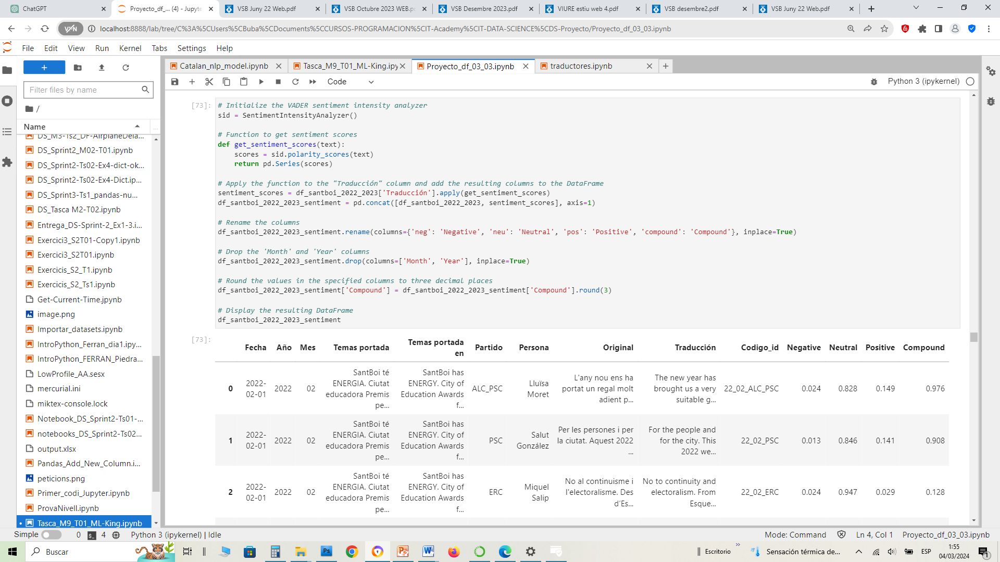 ChatGPT
Proyecto_df_... (4) - Jupyte
VSB Juny 22 Web.pdf
VSB Octubre 2023 WEB.p
VSB Desembre 2023.pdf
VIURE estiu web 4.pdf
VSB desembre2.pdf
VSB Juny 22 Web.pdf
VPN
localhost:8888/lab/tree/C%3A%5CUsers%5CBuba%5CDocuments%5CCURSOS-PROGRAMACION%5CIT-Academy%5CIT-DATA-SCIENCE%5CDS-Proyecto/Proyecto_df_03_03.ipynb
File Edit View Run Kernel Tabs Settings Help
Catalan_nlp_model.ipynb
Tasca_M9_T01_ML-King.ipy
Proyecto_df_03_03.ipynb
traductores.ipynb
Code
Python 3 (ipykernel)
Filter files by name
/
Name
DS_M3-Ts2_DF-AirplaneDela...
DS_Sprint2_M02-T01.ipynb
DS_Sprint2-Ts02-Ex4-dict-ok...
DS_Sprint2-Ts02-Ex4-Dict.ip...
DS_Sprint3-Ts1_pandas-nu...
DS_Tasca M2-T02.ipynb
Entrega_DS-Sprint-2_Ex1-3.i...
Exercici3_S2T01-Copy1.ipynb
Exercici3_S2T01.ipynb
Exercicis_S2_T1.ipynb
Exercicis_S2_Ts1.ipynb
Get-Current-Time.jpynb
image.png
Importar_datasets.ipynb
IntroPython_Ferran_dia1.ipy...
IntroPython_FERRAN_Piedra...
LowProfile_AA.sesx
mercurial.ini
miktex-console.lock
Notebook_DS_Sprint2-Ts01-...
notebooks_DS_Sprint2-Ts02...
output.xlsx
Pandas_Add_New_Column.i...
peticions.png
Primer_codi_Jupyter.ipynb
ProvaNivell.ipynb
Tasca_M9_T01_ML-King.ipynb
[73]:
# Initialize the VADER sentiment intensity analyzer
sid = SentimentIntensityAnalyzer()
# Function to get sentiment scores
def get_sentiment_scores(text):
    scores = sid.polarity_scores(text)
    return pd.Series(scores)
# Apply the function to the "Traducción" column and add the resulting columns to the DataFrame
sentiment_scores = df_santboi_2022_2023['Traducción'].apply(get_sentiment_scores)
df_santboi_2022_2023_sentiment = pd.concat([df_santboi_2022_2023, sentiment_scores], axis=1)
# Rename the columns
df_santboi_2022_2023_sentiment.rename(columns={'neg': 'Negative', 'neu': 'Neutral', 'pos': 'Positive', 'compound': 'Compound'}, inplace=True)
# Drop the 'Month' and 'Year' columns
df_santboi_2022_2023_sentiment.drop(columns=['Month', 'Year'], inplace=True)
# Round the values in the specified columns to three decimal places
df_santboi_2022_2023_sentiment['Compound'] = df_santboi_2022_2023_sentiment['Compound'].round(3)
# Display the resulting DataFrame
df_santboi_2022_2023_sentiment
[73]:
Fecha Año Mes Temas portada Temas portada en Partido Persona Original Traducción Codigo_id Negative Neutral Positive Compound
0 2022-02-01 2022 02 SantBoi té ENERGIA. Ciutat educadora Premis pe... SantBoi has ENERGY. City of Education Awards f... ALC_PSC Lluïsa Moret L'any nou ens ha portat un regal molt adient p... The new year has brought us a very suitable g... 22_02_ALC_PSC 0.024 0.828 0.149 0.976
1 2022-02-01 2022 02 SantBoi té ENERGIA. Ciutat educadora Premis pe... SantBoi has ENERGY. City of Education Awards f... PSC Salut González Per les persones i per la ciutat. Aquest 2022 ... For the people and for the city. This 2022 we... 22_02_PSC 0.013 0.846 0.141 0.908
2 2022-02-01 2022 02 SantBoi té ENERGIA. Ciutat educadora Premis pe... SantBoi has ENERGY. City of Education Awards f... ERC Miquel Salip No al continuisme i l'electoralisme. Des d'Es... No to continuity and electoralism. From Esque... 22_02_ERC 0.024 0.947 0.029 0.128
Simple 0 4 Python 3 (ipykernel) | Idle
Mode: Command Ln 4, Col 1 Proyecto_df_03_03.ipynb
Buscar
Escritorio
Sensación térmica de...
ESP
1:55
04/03/2024
1